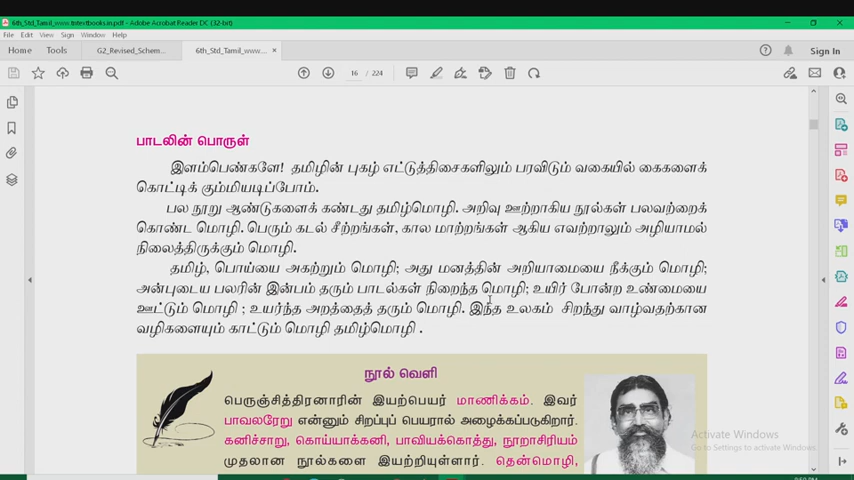 6th_Std_Tamil_www.tntextbooks.in.pdf - Adobe Acrobat Reader DC (32-bit)
File Edit View Sign Window Help
Home Tools G2_Revised_Schem... 6th_Std_Tamil_www... × Sign In
16 / 224
பாடலின் பொருள்
இளம்பெண்களே! தமிழின் புகழ் எட்டுத்திசைகளிலும் பரவிடும் வகையில் கைகளைக்
கொட்டிக் கும்மியடிப்போம்.
பல நூறு ஆண்டுகளைக் கண்டது தமிழ்மொழி. அறிவு ஊற்றாகிய நூல்கள் பலவற்றைக்
கொண்ட மொழி. பெரும் கடல் சீற்றங்கள், கால மாற்றங்கள் ஆகிய எவற்றாலும் அழியாமல்
நிலைத்திருக்கும் மொழி.
தமிழ், பொய்யை அகற்றும் மொழி; அது மனத்தின் அறியாமையை நீக்கும் மொழி;
அன்புடைய பலரின் இன்பம் தரும் பாடல்கள் நிறைந்த மொழி; உயிர் போன்ற உண்மையை
ஊட்டும் மொழி ; உயர்ந்த அறத்தைத் தரும் மொழி. இந்த உலகம் சிறந்து வாழ்வதற்கான
வழிகளையும் காட்டும் மொழி தமிழ்மொழி .
நூல் வெளி
பெருஞ்சித்திரனாரின் இயற்பெயர் மாணிக்கம். இவர்
பாவலரேறு என்னும் சிறப்புப் பெயரால் அழைக்கப்படுகிறார்.
கனிச்சாறு, கொய்யாக்கனி, பாவியக்கொத்து, நூறாசிரியம்
முதலான நூல்களை இயற்றியுள்ளார். தென்மொழி,
Activate Windows
Go to Settings to activate Windows.